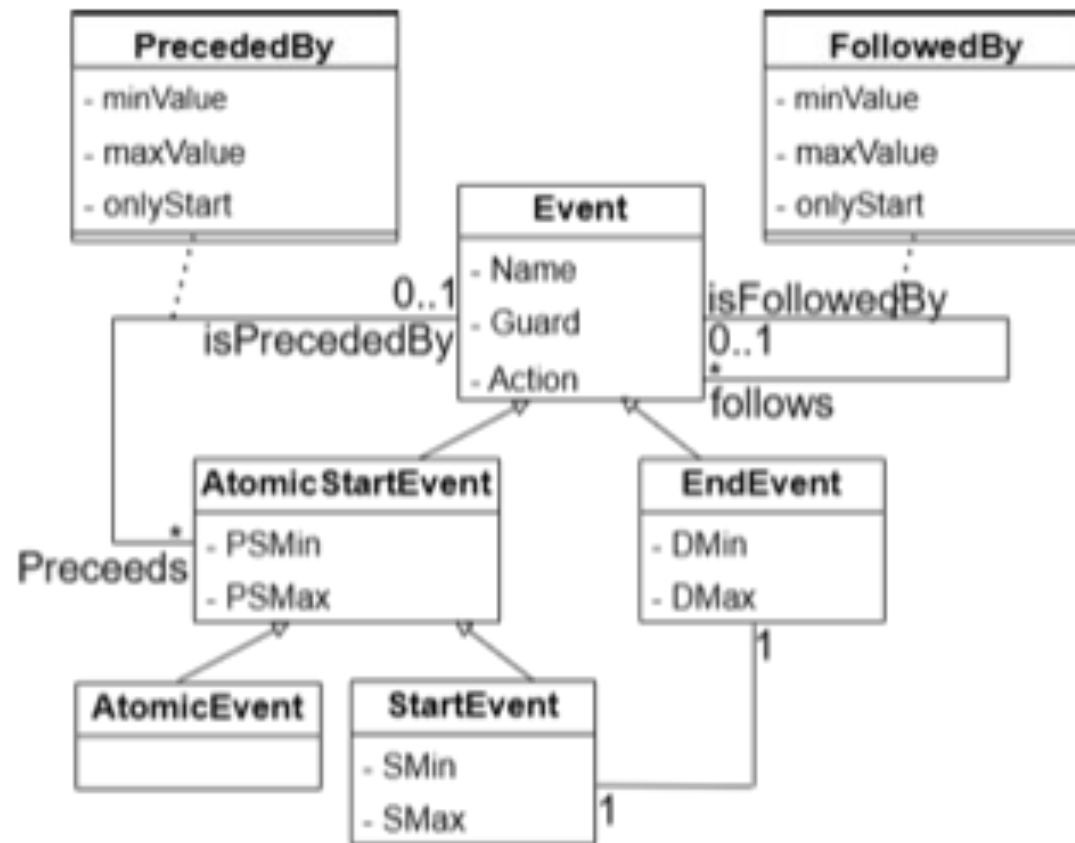 PrecededBy
- minValue
- maxValue
- onlyStart
FollowedBy
- minValue
- maxValue
- onlyStart
Event
- Name
- Guard
- Action
0..1
isPrecededBy
isFollowedBy
0..1
*
follows
*
Preceeds
AtomicStartEvent
- PSMin
- PSMax
EndEvent
- DMin
- DMax
1
AtomicEvent
StartEvent
- SMin
- SMax
1